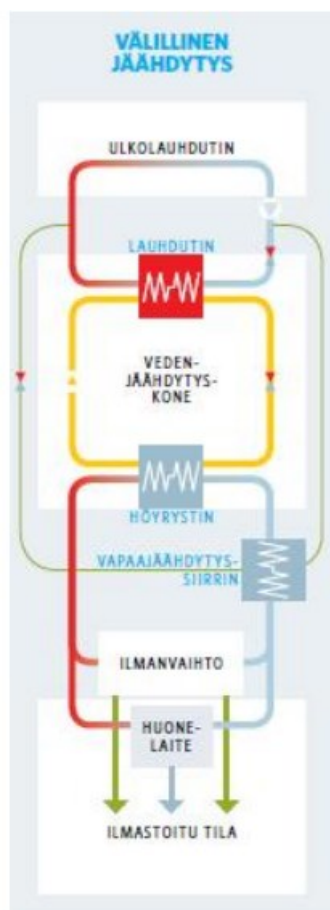 VÄLILLINEN
JÄÄHDYTYS
ULKOLAUHDUTIN
LAUHDUTIN
VEDEN-
JÄÄHDYTYS-
KONE
HÖYRYSTIN
VAPAAJÄÄHDYTYS-
SIIRRIN
ILMANVAIHTO
HUONE-
LAITE
ILMASTOITU TILA